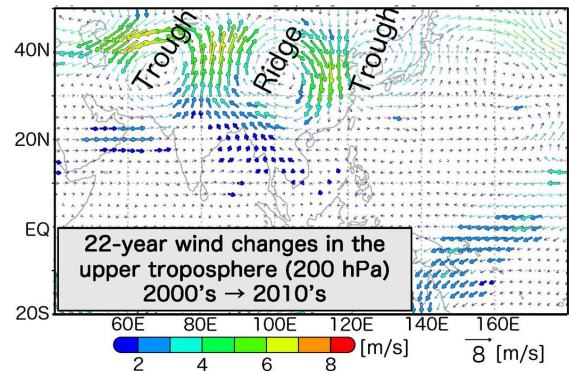 Trough
Ridge
Trough
40N
20N
EQ
20S
22-year wind changes in the
upper troposphere (200 hPa)
2000's → 2010's
60E 80E 100E 120E 140E 160E
2 4 6 8 [m/s]
8 [m/s]